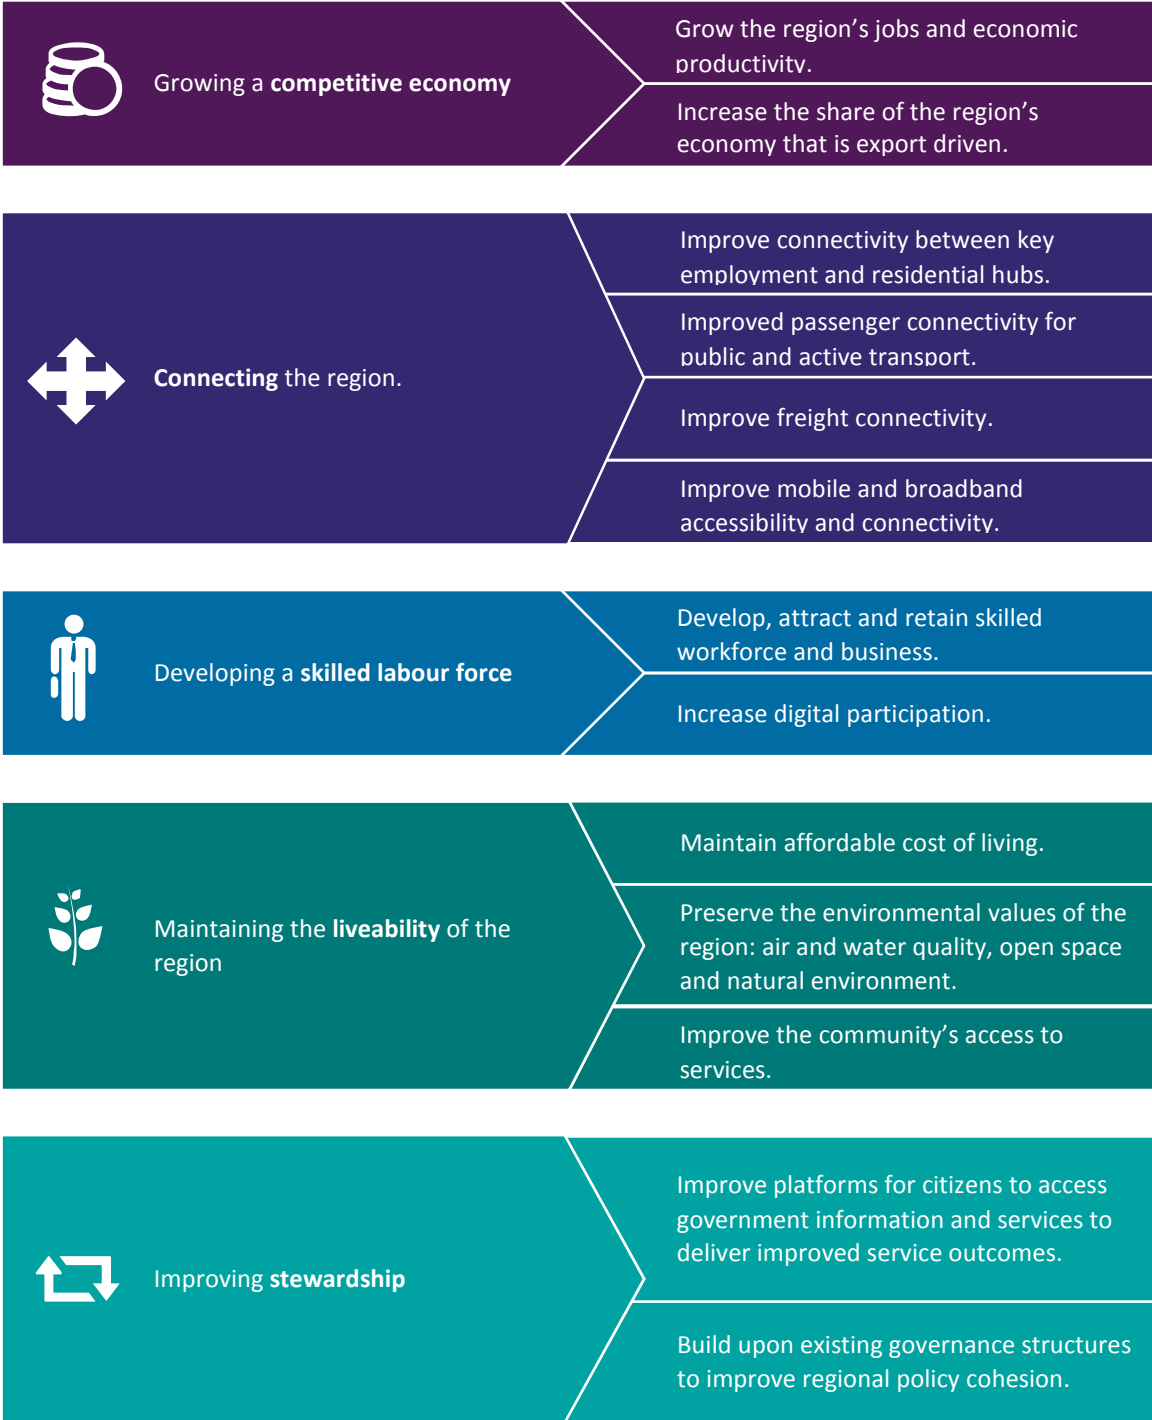 Growing a competitive economy
Grow the region’s jobs and economic
productivity.
Increase the share of the region’s
economy that is export driven.
Connecting the region.
Improve connectivity between key
employment and residential hubs.
Improved passenger connectivity for
public and active transport.
Improve freight connectivity.
Improve mobile and broadband
accessibility and connectivity.
Developing a skilled labour force
Develop, attract and retain skilled
workforce and business.
Increase digital participation.
Maintaining the liveability of the
region
Maintain affordable cost of living.
Preserve the environmental values of the
region: air and water quality, open space
and natural environment.
Improve the community’s access to
services.
Improving stewardship
Improve platforms for citizens to access
government information and services to
deliver improved service outcomes.
Build upon existing governance structures
to improve regional policy cohesion.